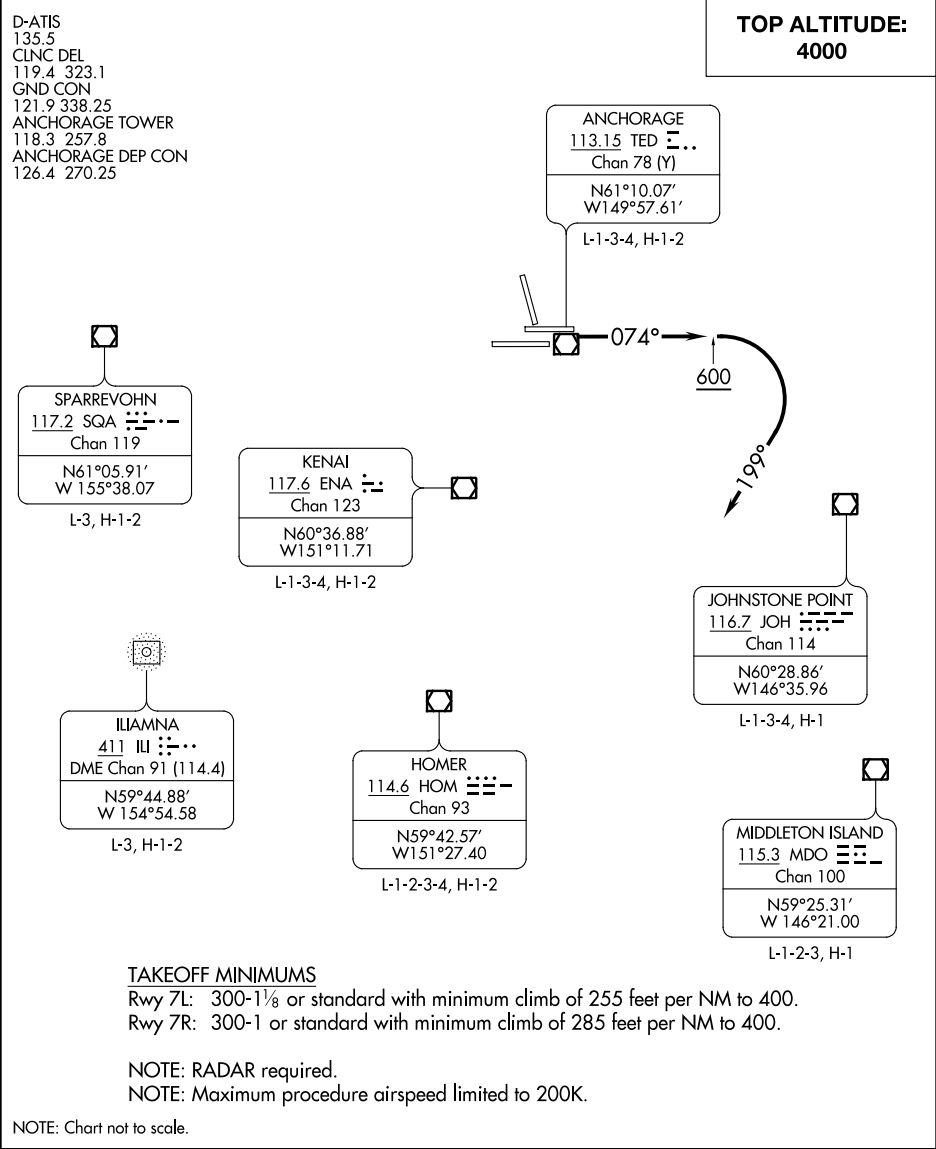 D-ATIS
135.5
CLNC DEL
119.4 323.1
GND CON
121.9 338.25
ANCHORAGE TOWER
118.3 257.8
ANCHORAGE DEP CON
126.4 270.25
TOP ALTITUDE:
4000
ANCHORAGE
113.15 TED
Chan 78 (Y)
N61°10.07'
W149°57.61'
L-1-3-4, H-1-2
074°
600
199°
SPARREVOHN
117.2 SQA
Chan 119
N61°05.91'
W 155°38.07
L-3, H-1-2
KENAI
117.6 ENA
Chan 123
N60°36.88'
W151°11.71
L-1-3-4, H-1-2
JOHNSTONE POINT
116.7 JOH
Chan 114
N60°28.86'
W146°35.96
L-1-3-4, H-1
ILIAMNA
411 ILI
DME Chan 91 (114.4)
N59°44.88'
W 154°54.58
L-3, H-1-2
HOMER
114.6 HOM
Chan 93
N59°42.57'
W151°27.40
L-1-2-3-4, H-1-2
MIDDLETON ISLAND
115.3 MDO
Chan 100
N59°25.31'
W 146°21.00
L-1-2-3, H-1
TAKEOFF MINIMUMS
Rwy 7L: 300-1⅛ or standard with minimum climb of 255 feet per NM to 400.
Rwy 7R: 300-1 or standard with minimum climb of 285 feet per NM to 400.
NOTE: RADAR required.
NOTE: Maximum procedure airspeed limited to 200K.
NOTE: Chart not to scale.